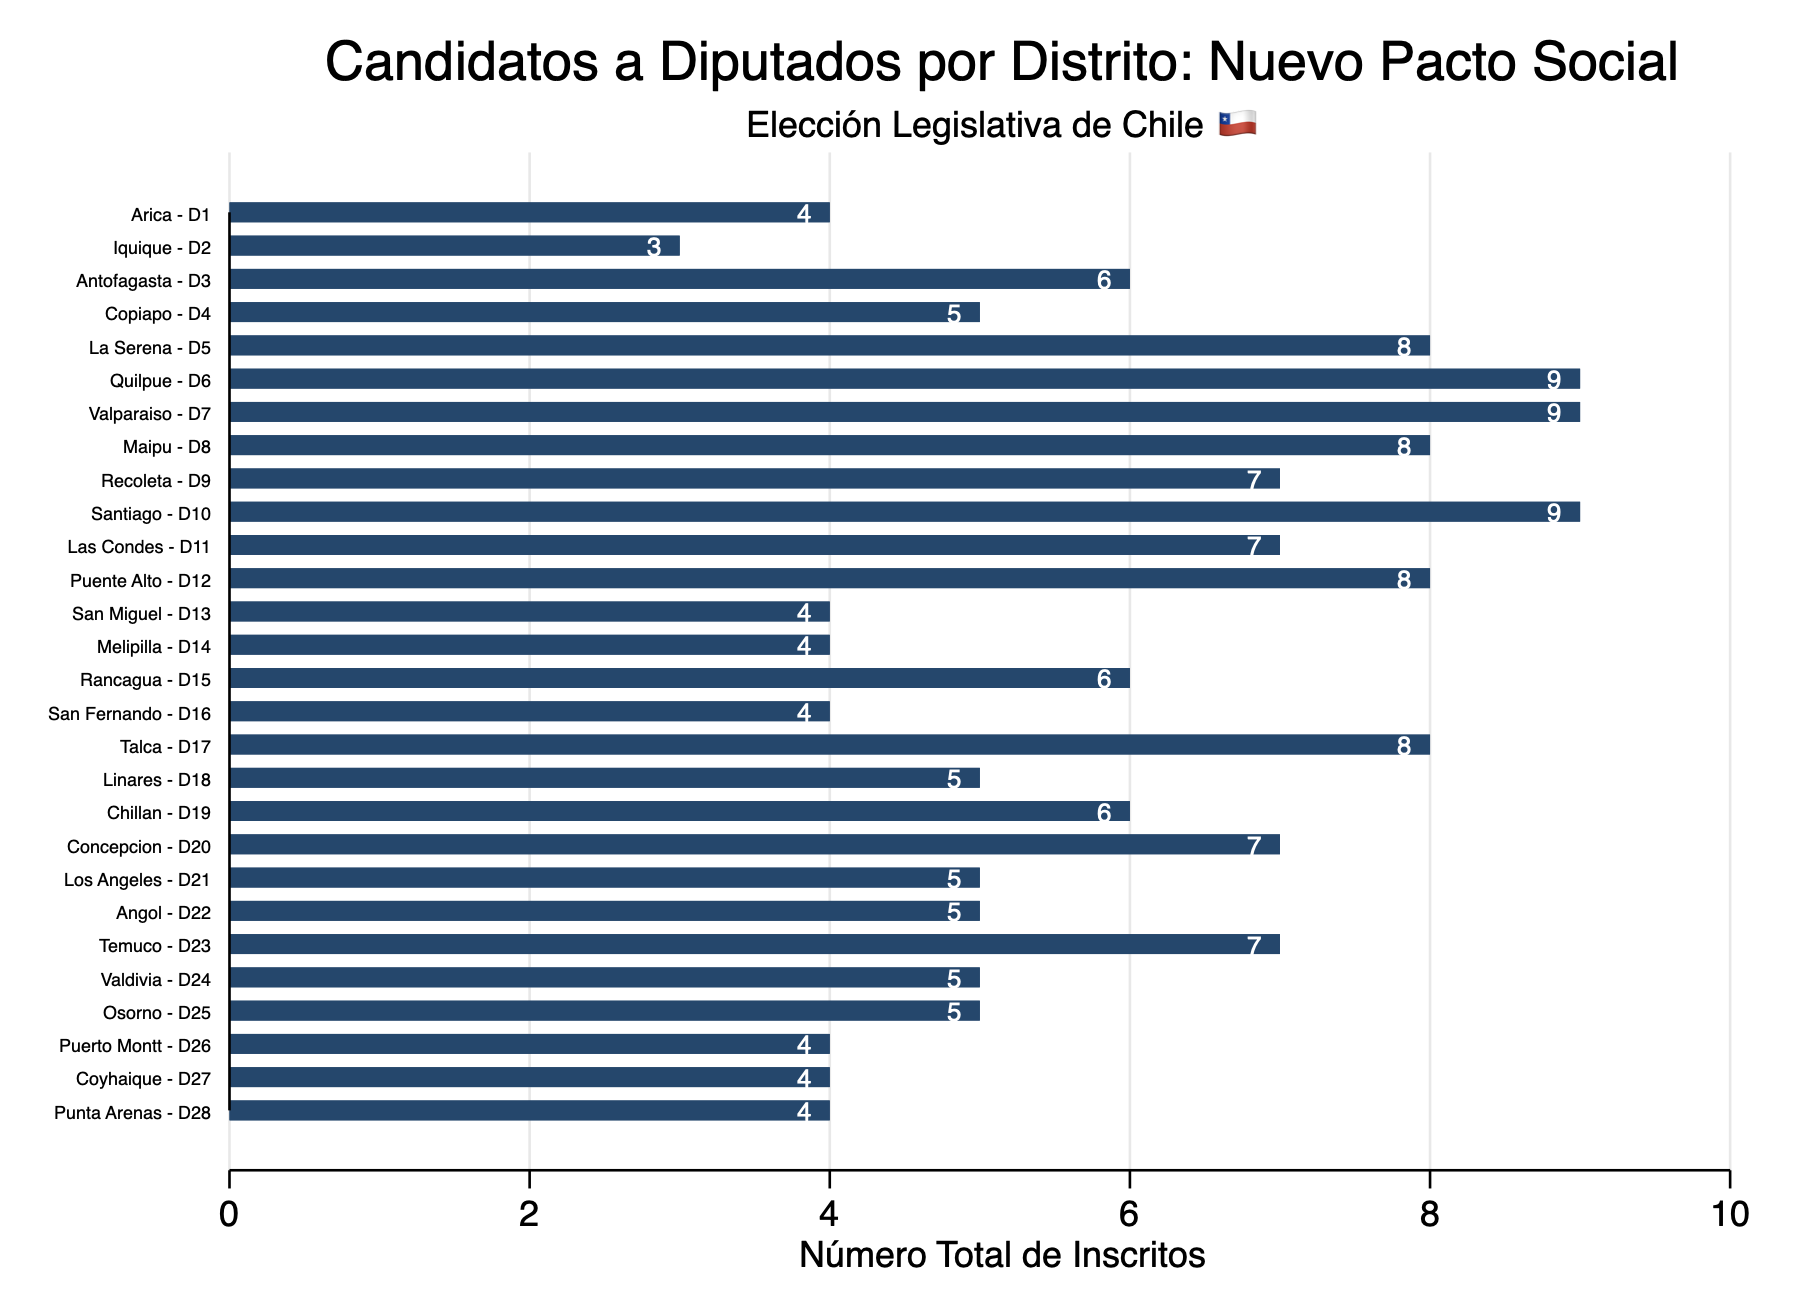 Candidatos a Diputados por Distrito: Nuevo Pacto Social
Elección Legislativa de Chile 🇨🇱
Arica - D1 4
Iquique - D2 3
Antofagasta - D3 6
Copiapo - D4 5
La Serena - D5 8
Quilpue - D6 9
Valparaiso - D7 9
Maipu - D8 8
Recoleta - D9 7
Santiago - D10 9
Las Condes - D11 7
Puente Alto - D12 8
San Miguel - D13 4
Melipilla - D14 4
Rancagua - D15 6
San Fernando - D16 4
Talca - D17 8
Linares - D18 5
Chillan - D19 6
Concepcion - D20 7
Los Angeles - D21 5
Angol - D22 5
Temuco - D23 7
Valdivia - D24 5
Osorno - D25 5
Puerto Montt - D26 4
Coyhaique - D27 4
Punta Arenas - D28 4
0 2 4 6 8 10
Número Total de Inscritos